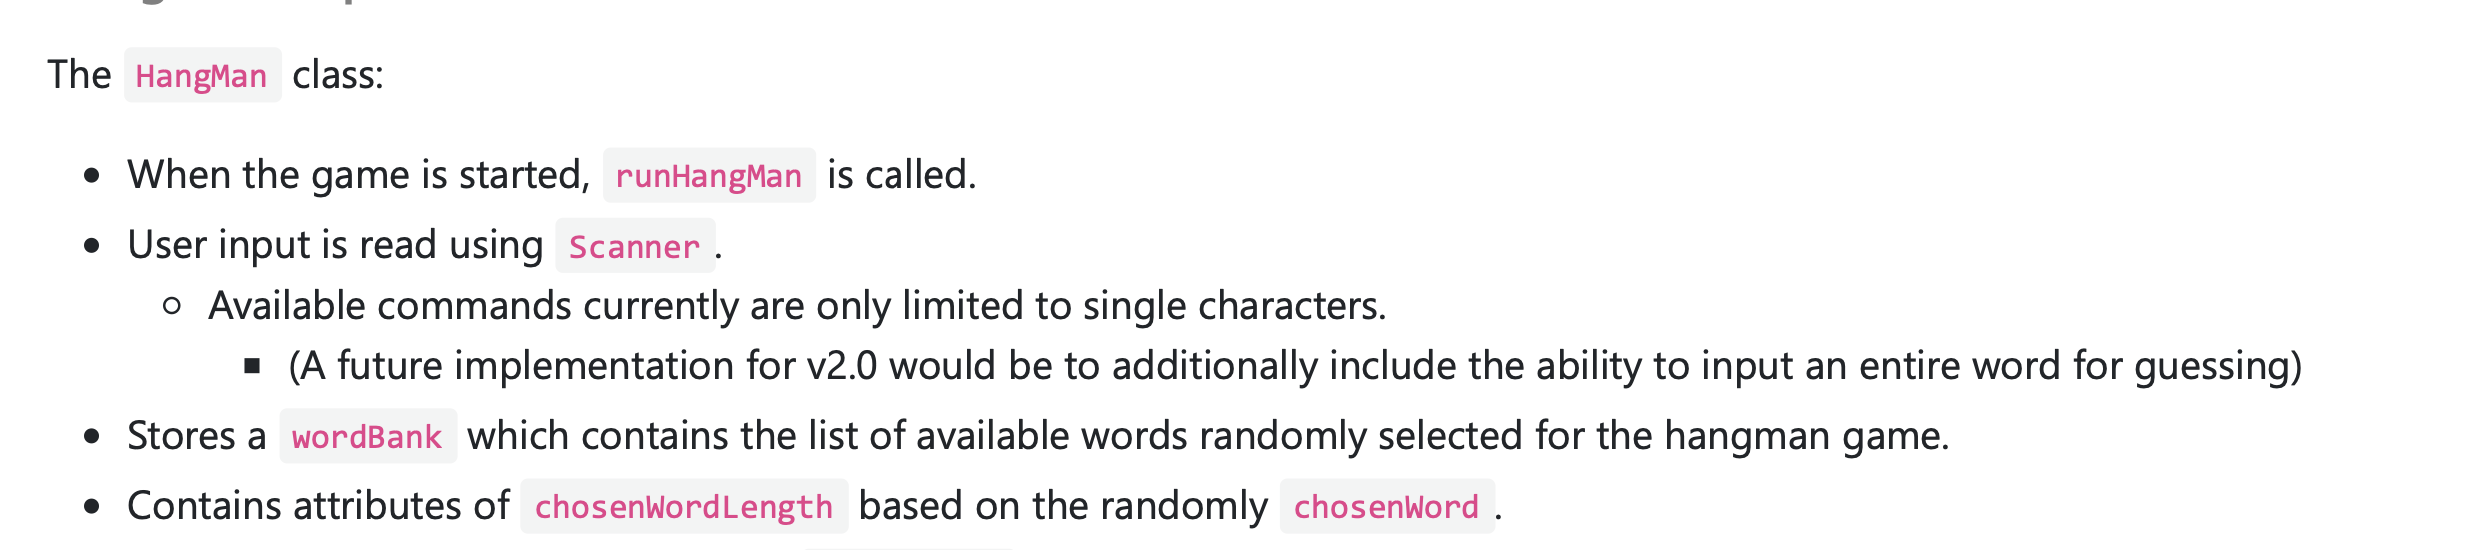 The HangMan class:
• When the game is started, runHangMan is called.
• User input is read using Scanner.
○ Available commands currently are only limited to single characters.
■ (A future implementation for v2.0 would be to additionally include the ability to input an entire word for guessing)
• Stores a wordBank which contains the list of available words randomly selected for the hangman game.
• Contains attributes of chosenWordLength based on the randomly chosenWord.